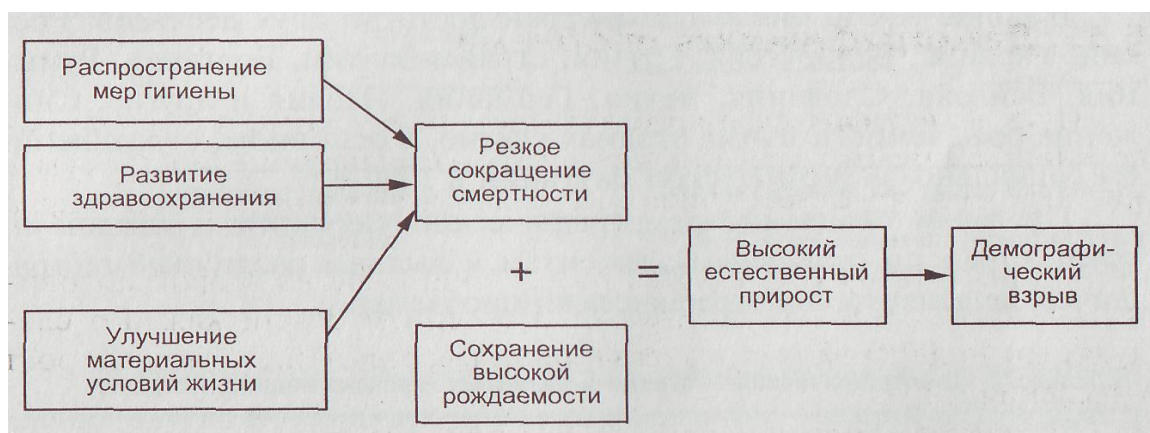 Распространение
мер гигиены
Развитие
здравоохранения
Улучшение
материальных
условий жизни
Резкое
сокращение
смертности
+
Сохранение
высокой
рождаемости
=
Высокий
естественный
прирост
Демографи-
ческий
взрыв